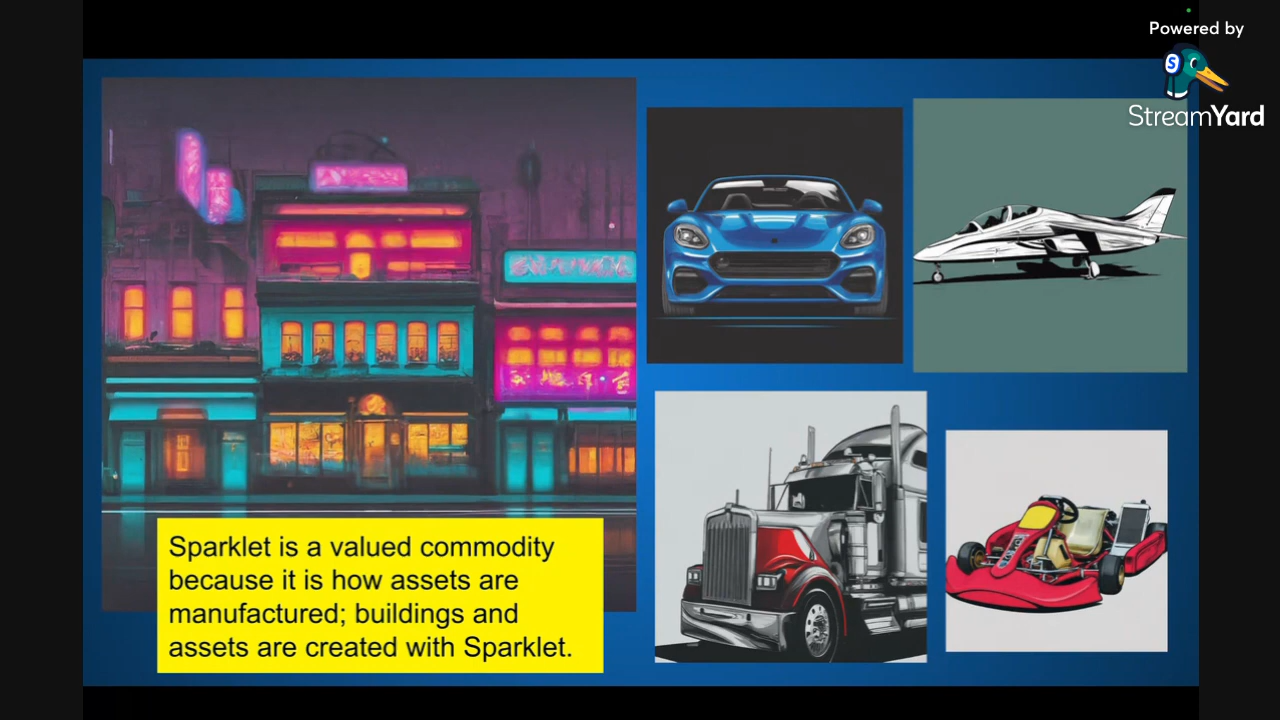 Powered by
S
StreamYard
Sparklet is a valued commodity
because it is how assets are
manufactured; buildings and
assets are created with Sparklet.